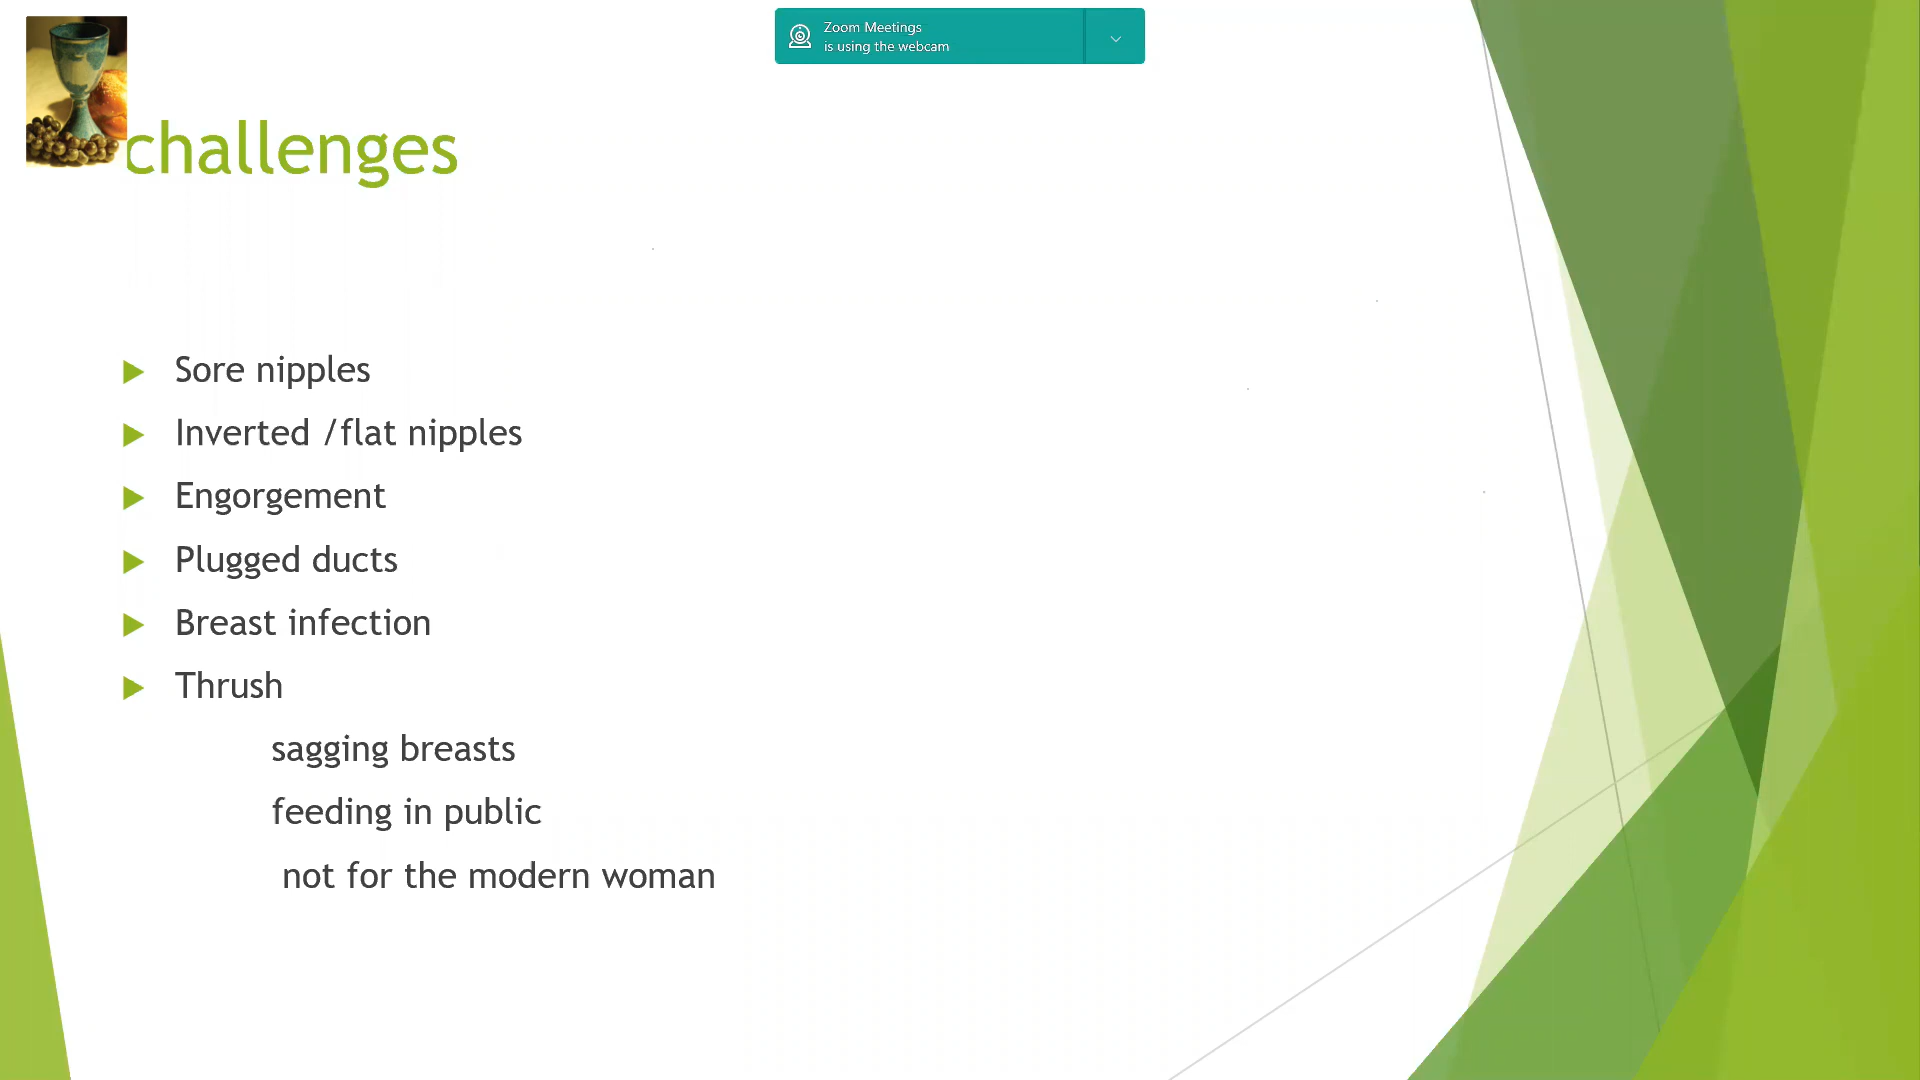 Zoom Meetings
is using the webcam
challenges
Sore nipples
Inverted /flat nipples
Engorgement
Plugged ducts
Breast infection
Thrush
sagging breasts
feeding in public
not for the modern woman